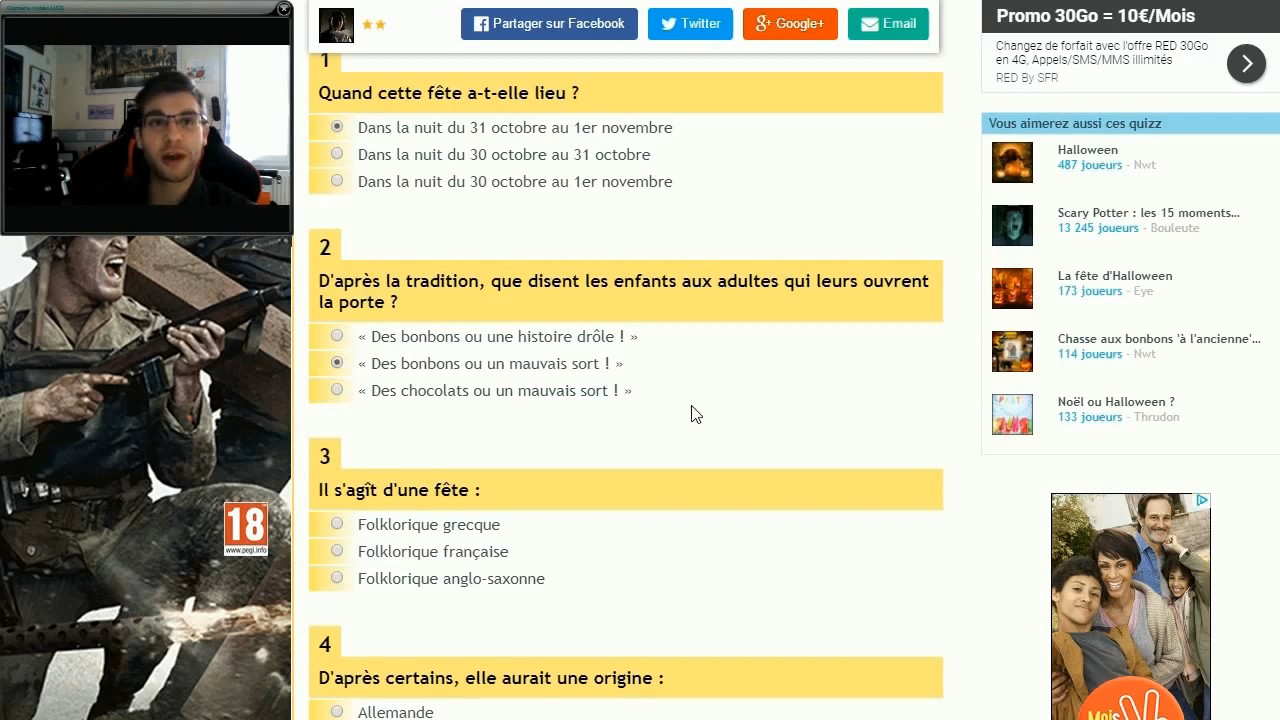 Caméra vidéo USB
Partager sur Facebook
Twitter
Google+
Email
1
Quand cette fête a-t-elle lieu ?
Dans la nuit du 31 octobre au 1er novembre
Dans la nuit du 30 octobre au 31 octobre
Dans la nuit du 30 octobre au 1er novembre
2
D'après la tradition, que disent les enfants aux adultes qui leurs ouvrent
la porte ?
« Des bonbons ou une histoire drôle ! »
« Des bonbons ou un mauvais sort ! »
« Des chocolats ou un mauvais sort ! »
3
Il s'agît d'une fête :
Folklorique grecque
Folklorique française
Folklorique anglo-saxonne
4
D'après certains, elle aurait une origine :
Allemande
18
www.pegi.info
Promo 30Go = 10€/Mois
Changez de forfait avec l'offre RED 30Go
en 4G, Appels/SMS/MMS illimités
RED By SFR
Vous aimerez aussi ces quizz
Halloween
487 joueurs - Nwt
Scary Potter : les 15 moments...
13 245 joueurs - Bouleute
La fête d'Halloween
173 joueurs - Eye
Chasse aux bonbons 'à l'ancienne'...
114 joueurs - Nwt
Noël ou Halloween ?
133 joueurs - Thrudon
Mois